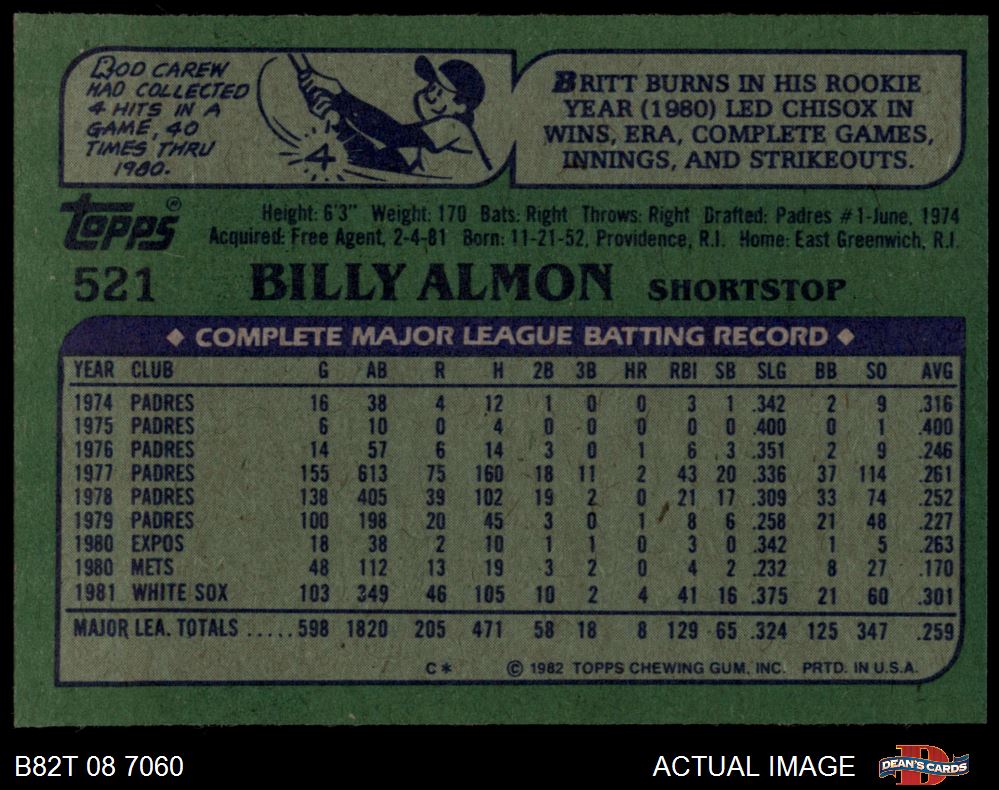 ROD CAREW
HAD COLLECTED
4 HITS IN A
GAME, 40
TIMES THRU
1980.
4
BRITT BURNS IN HIS ROOKIE
YEAR (1980) LED CHISOX IN
WINS, ERA, COMPLETE GAMES,
INNINGS, AND STRIKEOUTS.
topps®
Height: 6'3" Weight: 170 Bats: Right Throws: Right Drafted: Padres #1-June, 1974
Acquired: Free Agent, 2-4-81 Born: 11-21-52, Providence, R.I. Home: East Greenwich, R.I.
521 BILLY ALMON SHORTSTOP
◆ COMPLETE MAJOR LEAGUE BATTING RECORD ◆
YEAR CLUB G AB R H 2B 3B HR RBI SB SLG BB SO AVG
1974 PADRES 16 38 4 12 1 0 0 3 1 .342 2 9 .316
1975 PADRES 6 10 0 4 0 0 0 0 0 .400 0 1 .400
1976 PADRES 14 57 6 14 3 0 1 6 3 .351 2 9 .246
1977 PADRES 155 613 75 160 18 11 2 43 20 .336 37 114 .261
1978 PADRES 138 405 39 102 19 2 0 21 17 .309 33 74 .252
1979 PADRES 100 198 20 45 3 0 1 8 6 .258 21 48 .227
1980 EXPOS 18 38 2 10 1 1 0 3 0 .342 1 5 .263
1980 METS 48 112 13 19 3 2 0 4 2 .232 8 27 .170
1981 WHITE SOX 103 349 46 105 10 2 4 41 16 .375 21 60 .301
MAJOR LEA. TOTALS .....598 1820 205 471 58 18 8 129 65 .324 125 347 .259
C* © 1982 TOPPS CHEWING GUM, INC. PRTD. IN U.S.A.
B82T 08 7060 ACTUAL IMAGE D DEAN'S CARDS